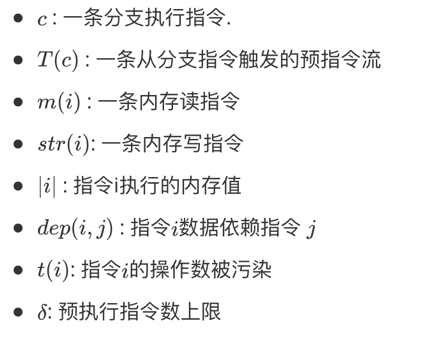 • c : 一条分支执行指令.
• T(c) : 一条从分支指令触发的预指令流
• m(i) : 一条内存读指令
• str(i): 一条内存写指令
• |i| : 指令i执行的内存值
• dep(i, j) : 指令i数据依赖指令 j
• t(i): 指令i的操作数被污染
• δ: 预执行指令数上限